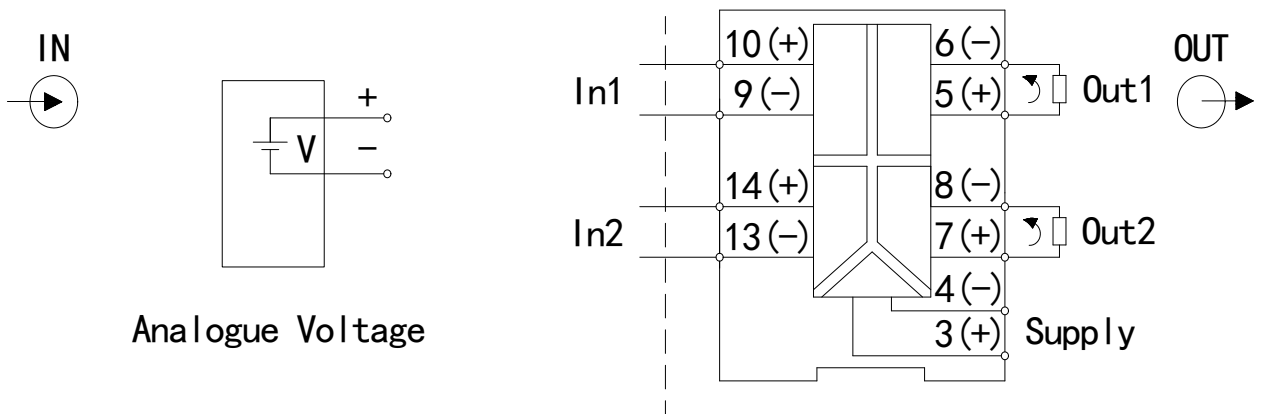 IN
+
V
−
Analogue Voltage
In1
10(+)
9(−)
6(−)
5(+)
Out1
OUT
In2
14(+)
13(−)
8(−)
7(+)
Out2
4(−)
3(+)
Supply